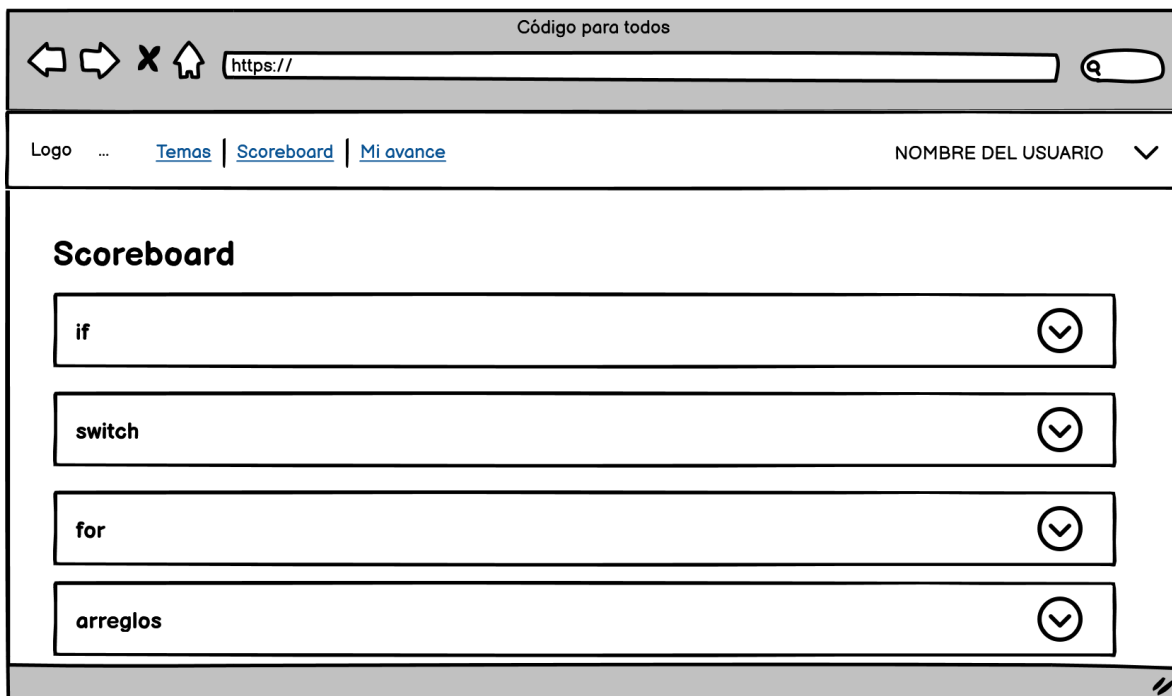 Código para todos
https://
Logo ... Temas Scoreboard Mi avance NOMBRE DEL USUARIO
Scoreboard
if
switch
for
arreglos